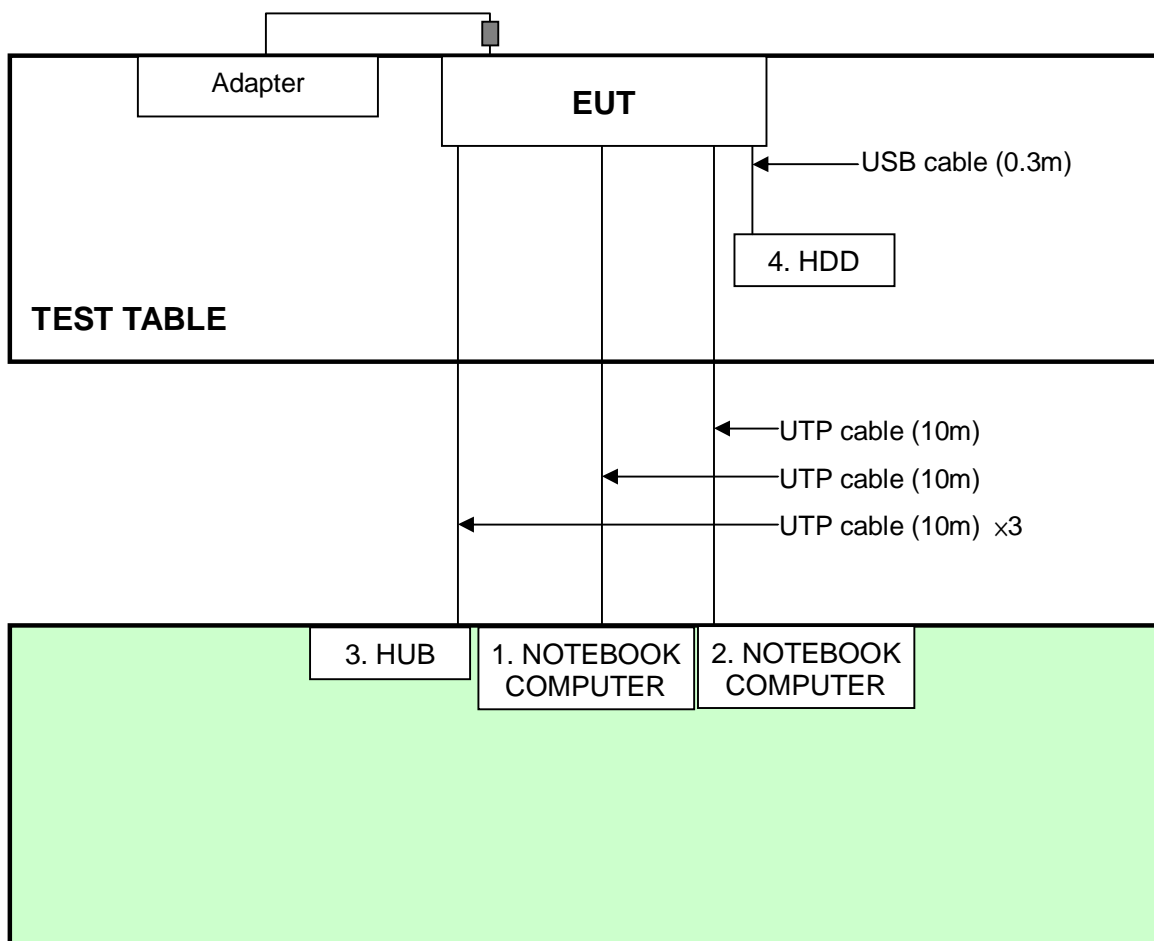 Adapter
EUT
USB cable (0.3m)
4. HDD
TEST TABLE
UTP cable (10m)
UTP cable (10m)
UTP cable (10m) ×3
3. HUB
1. NOTEBOOK
COMPUTER
2. NOTEBOOK
COMPUTER